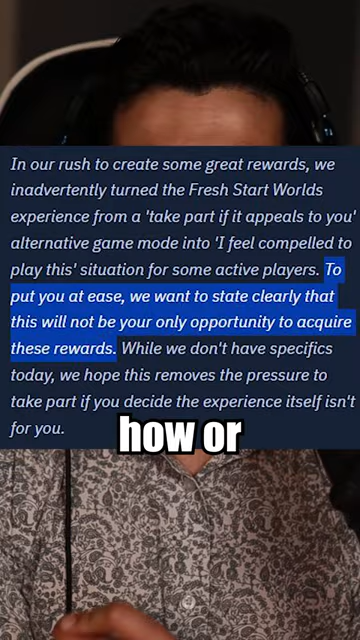 In our rush to create some great rewards, we
inadvertently turned the Fresh Start Worlds
experience from a 'take part if it appeals to you'
alternative game mode into 'I feel compelled to
play this' situation for some active players. To
put you at ease, we want to state clearly that
this will not be your only opportunity to acquire
these rewards. While we don't have specifics
today, we hope this removes the pressure to
take part if you decide the experience itself isn't
for you.
how or